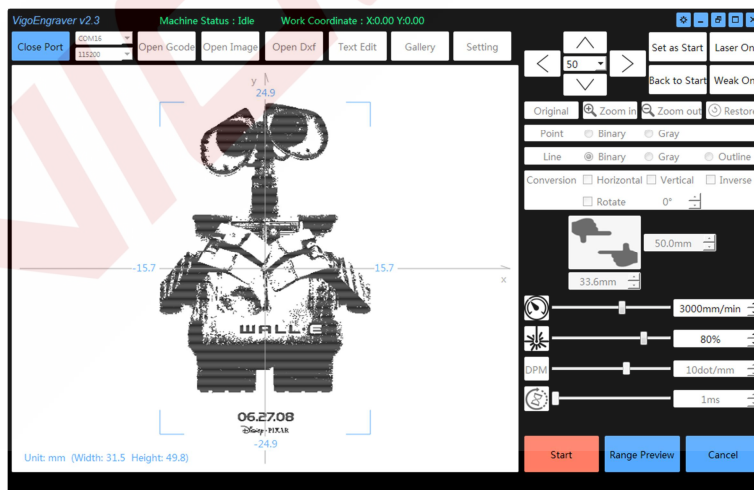 VigoEngraver v2.3 Machine Status : Idle Work Coordinate : X:0.00 Y:0.00
Close Port COM16 115200 Open Gcode Open Image Open Dxf Text Edit Gallery Setting
50 Set as Start Laser On
Back to Start Weak On
Original Zoom in Zoom out Restore
Point Binary Gray
Line Binary Gray Outline
Conversion Horizontal Vertical Inverse
Rotate 0°
50.0mm
33.6mm
3000mm/min
80%
DPM 10dot/mm
1ms
Start Range Preview Cancel
y
24.9
-15.7 15.7
x
WALL·E
06.27.08
Disney·PIXAR
-24.9
Unit: mm (Width: 31.5 Height: 49.8)